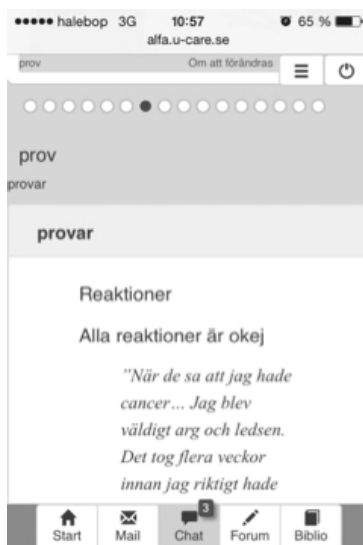 halebop 3G 10:57 65 %
alfa.u-care.se
prov Om att förändras
prov
provar
provar
Reaktioner
Alla reaktioner är okej
”När de sa att jag hade
cancer… Jag blev
väldigt arg och ledsen.
Det tog flera veckor
innan jag riktigt hade
3
Start Mail Chat Forum Biblio